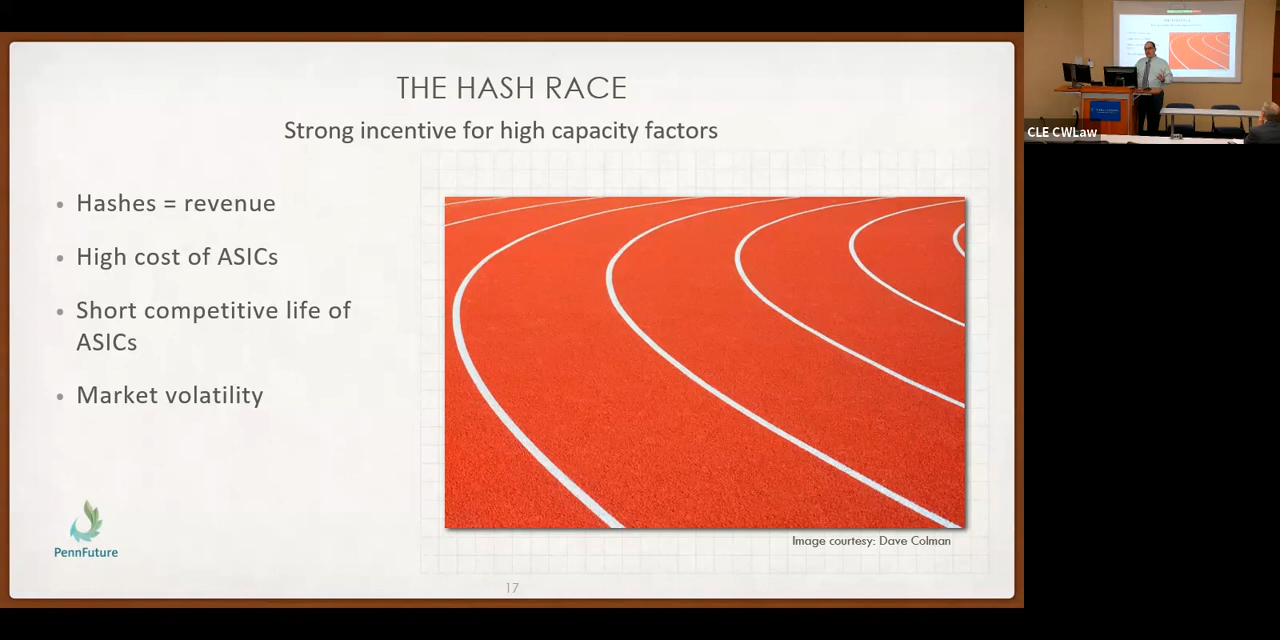 THE HASH RACE
Strong incentive for high capacity factors
• Hashes = revenue
• High cost of ASICs
• Short competitive life of
ASICs
• Market volatility
PennFuture
Image courtesy: Dave Colman
17
CLE CWLaw